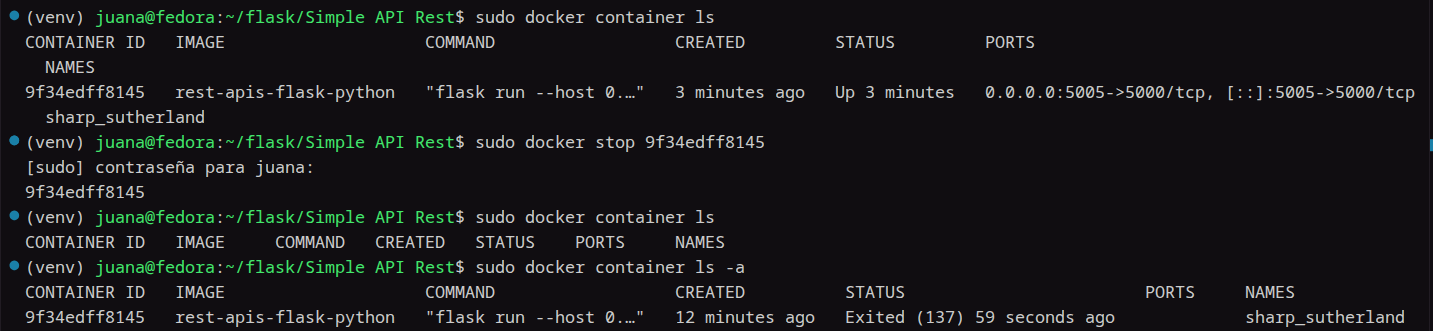 (venv) juana@fedora:~/flask/Simple API Rest$ sudo docker container ls
CONTAINER ID   IMAGE                    COMMAND                  CREATED         STATUS         PORTS
  NAMES
9f34edff8145   rest-apis-flask-python   "flask run --host 0.…"   3 minutes ago   Up 3 minutes   0.0.0.0:5005->5000/tcp, [::]:5005->5000/tcp
  sharp_sutherland
(venv) juana@fedora:~/flask/Simple API Rest$ sudo docker stop 9f34edff8145
[sudo] contraseña para juana:
9f34edff8145
(venv) juana@fedora:~/flask/Simple API Rest$ sudo docker container ls
CONTAINER ID   IMAGE     COMMAND   CREATED   STATUS    PORTS     NAMES
(venv) juana@fedora:~/flask/Simple API Rest$ sudo docker container ls -a
CONTAINER ID   IMAGE                    COMMAND                  CREATED          STATUS                        PORTS     NAMES
9f34edff8145   rest-apis-flask-python   "flask run --host 0.…"   12 minutes ago   Exited (137) 59 seconds ago             sharp_sutherland